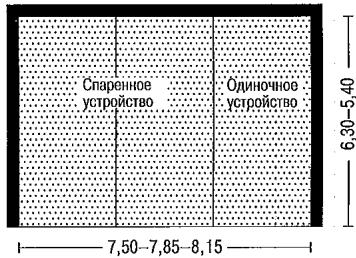 Спаренное
устройство
Одиночное
устройство
6,30–5,40
7,50–7,85–8,15